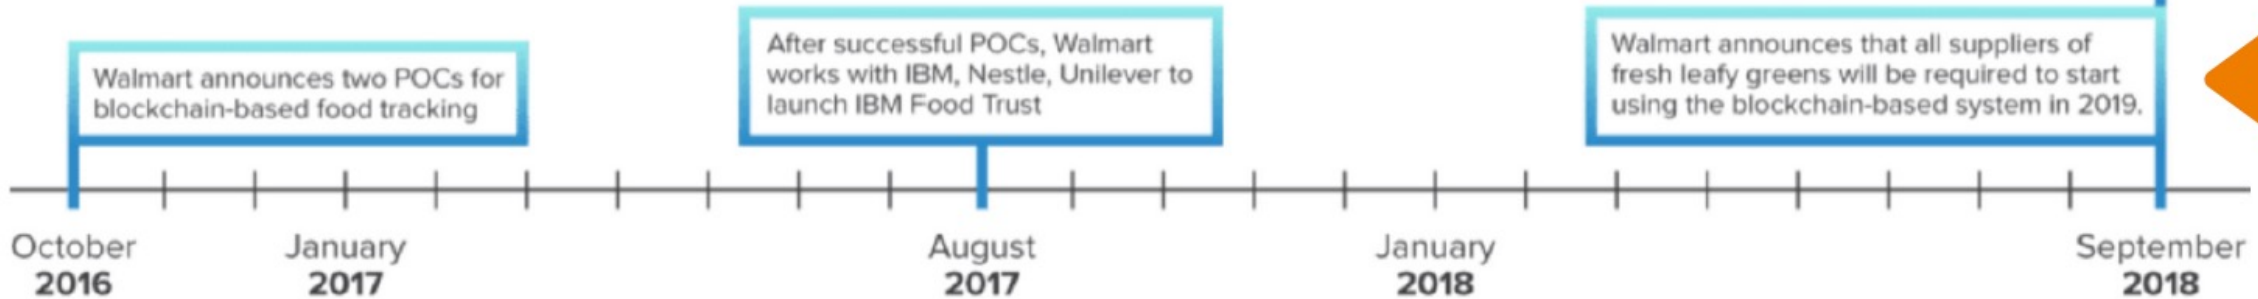 Walmart announces two POCs for
blockchain-based food tracking
After successful POCs, Walmart
works with IBM, Nestle, Unilever to
launch IBM Food Trust
Walmart announces that all suppliers of
fresh leafy greens will be required to start
using the blockchain-based system in 2019.
October
2016
January
2017
August
2017
January
2018
September
2018